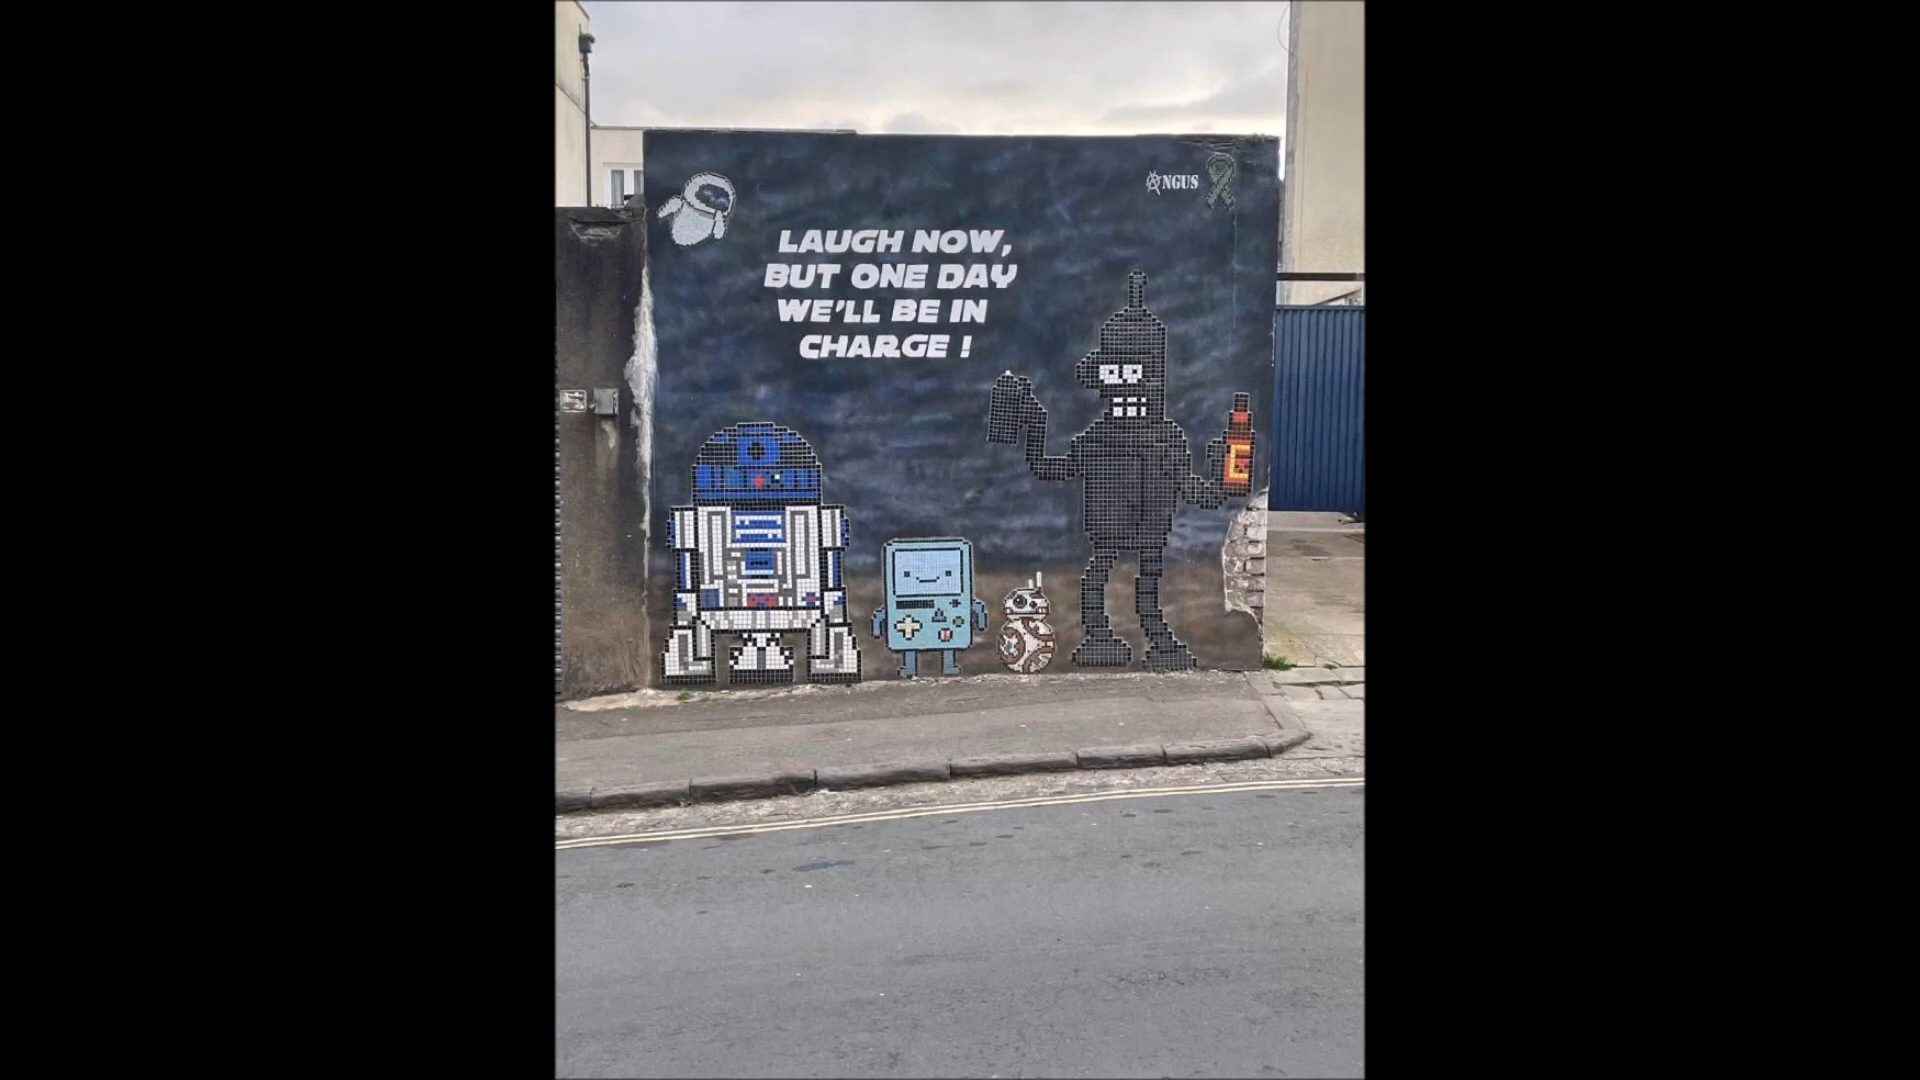 ANGUS
LAUGH NOW,
BUT ONE DAY
WE'LL BE IN
CHARGE !